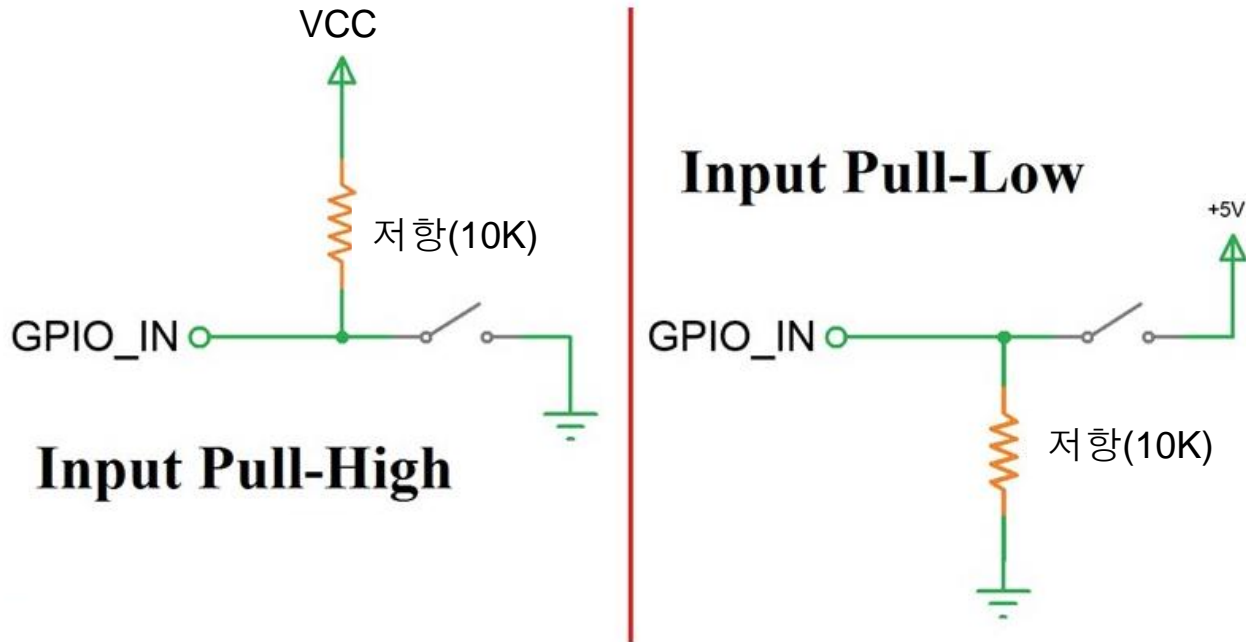 VCC
저항(10K)
GPIO_IN
Input Pull-High
Input Pull-Low
+5V
GPIO_IN
저항(10K)